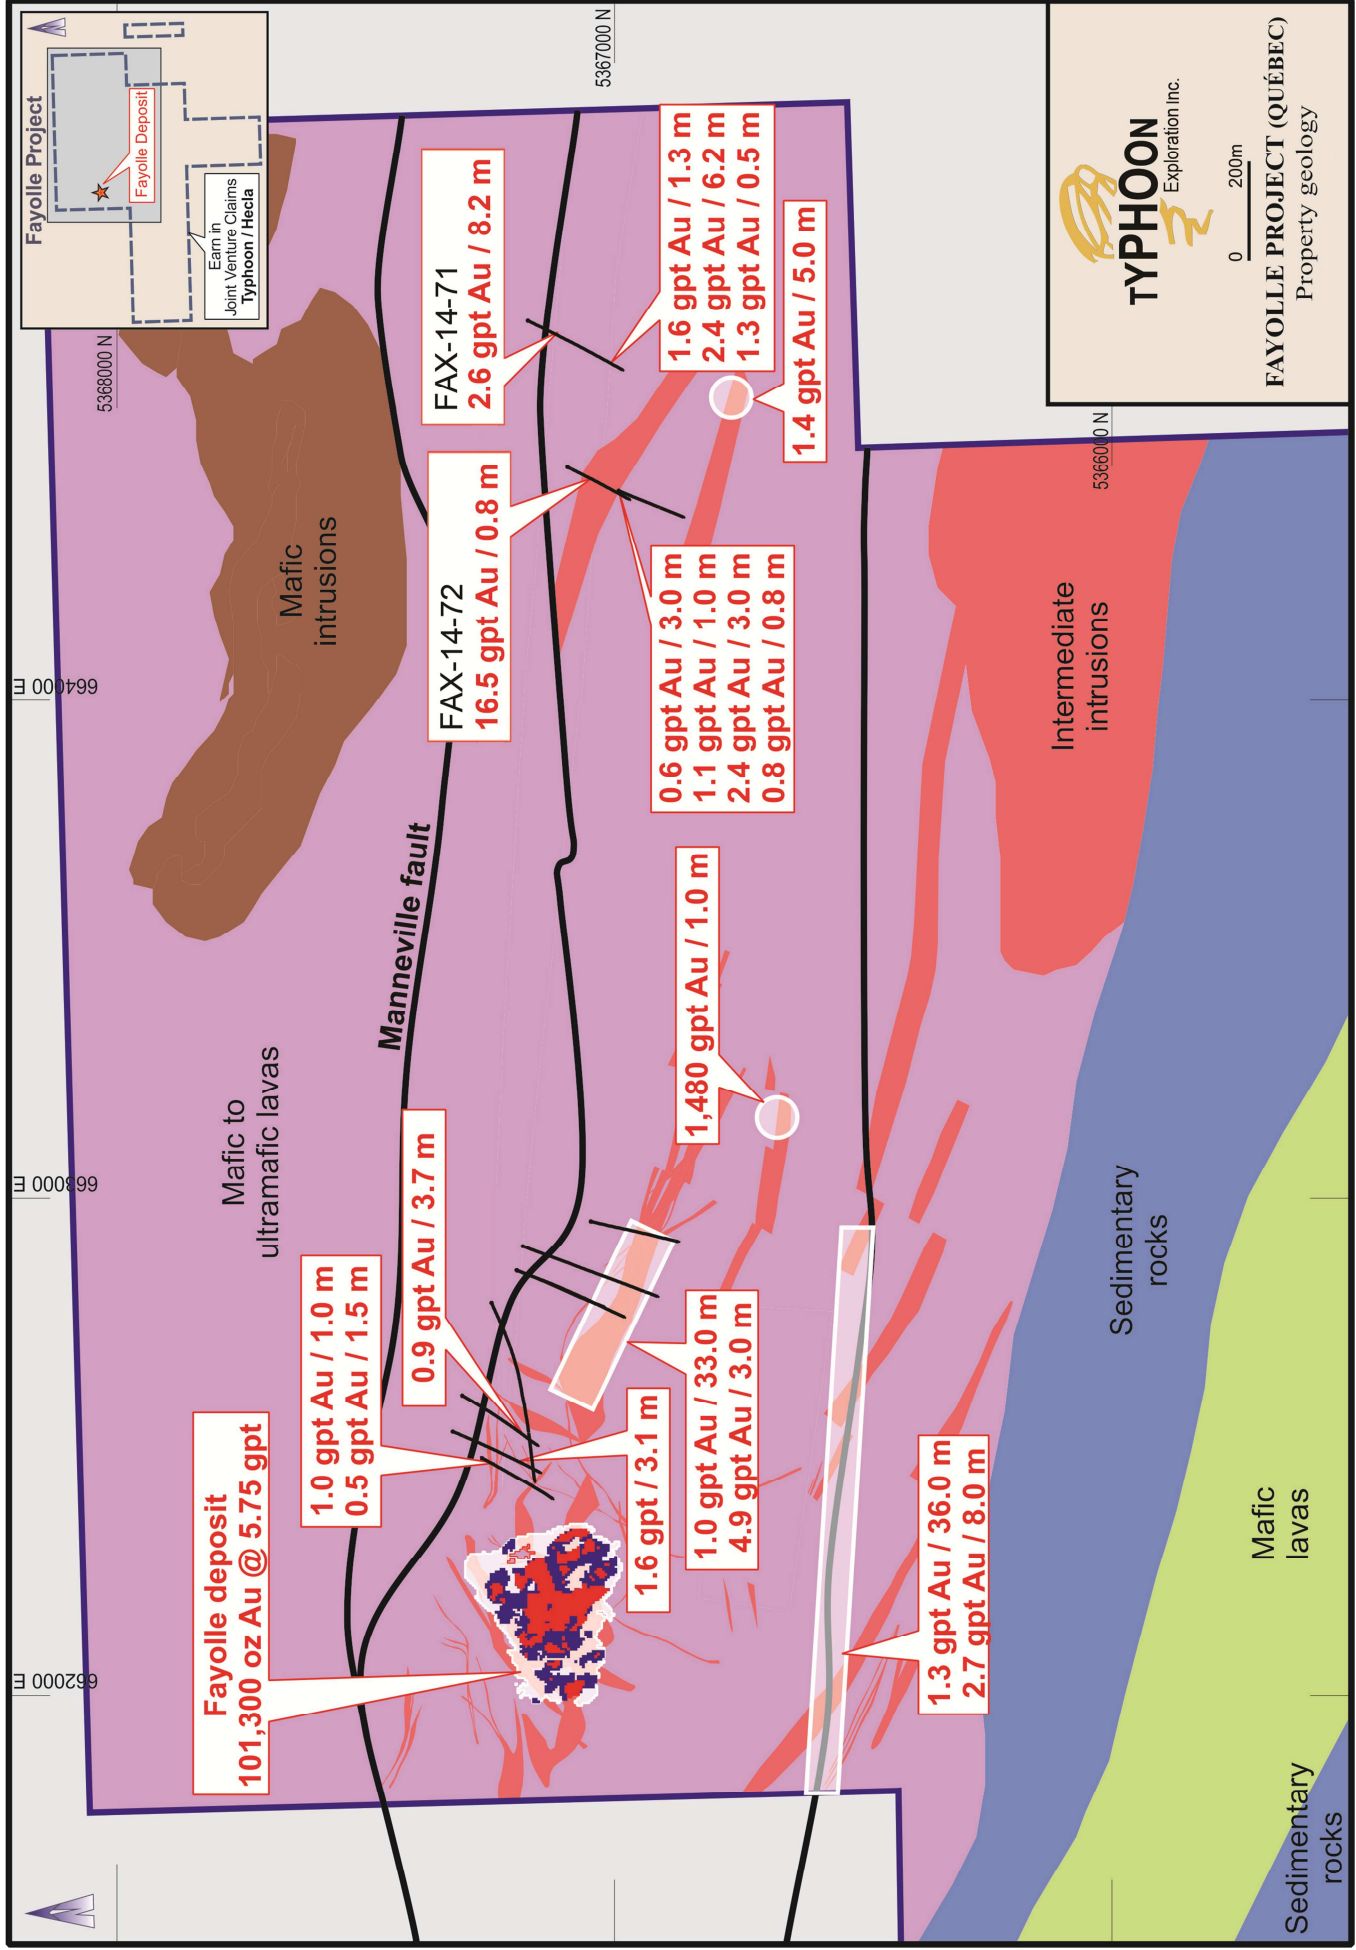 Fayolle deposit
101,300 oz Au @ 5.75 gpt
1.0 gpt Au / 1.0 m
0.5 gpt Au / 1.5 m
0.9 gpt Au / 3.7 m
1.6 gpt / 3.1 m
1.0 gpt Au / 33.0 m
4.9 gpt Au / 3.0 m
1.3 gpt Au / 36.0 m
2.7 gpt Au / 8.0 m
1,480 gpt Au / 1.0 m
FAX-14-72
16.5 gpt Au / 0.8 m
0.6 gpt Au / 3.0 m
1.1 gpt Au / 1.0 m
2.4 gpt Au / 3.0 m
0.8 gpt Au / 0.8 m
FAX-14-71
2.6 gpt Au / 8.2 m
1.6 gpt Au / 1.3 m
2.4 gpt Au / 6.2 m
1.3 gpt Au / 0.5 m
1.4 gpt Au / 5.0 m
Mafic to
ultramafic lavas
Manneville fault
Mafic
intrusions
Intermediate
intrusions
Sedimentary
rocks
Mafic
lavas
Sedimentary
rocks
662000 E
663000 E
664000 E
5368000 N
5367000 N
5366000 N
Fayolle Project
Fayolle Deposit
Earn in
Joint Venture Claims
Typhoon / Hecla
TYPHOON
Exploration Inc.
0 200m
FAYOLLE PROJECT (QUÉBEC)
Property geology